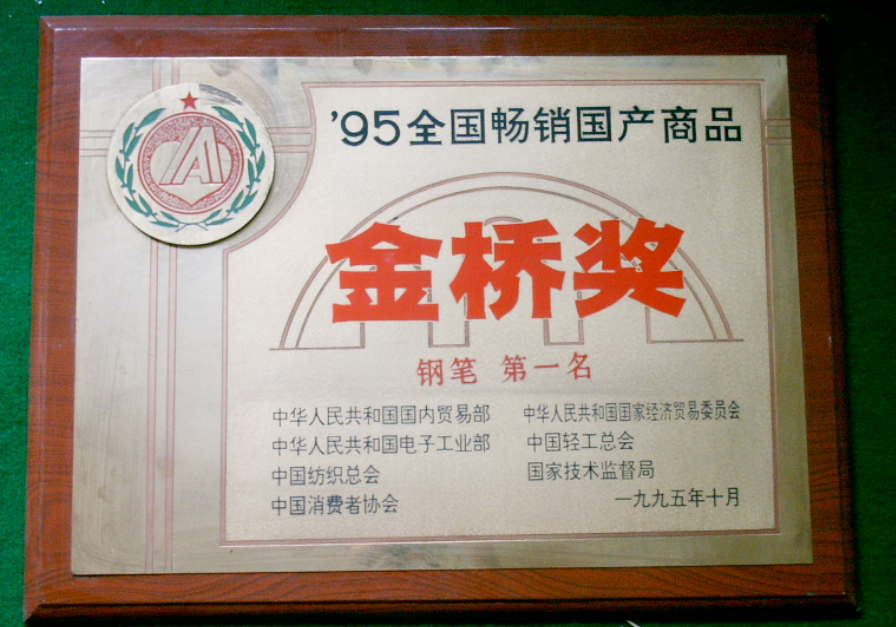 '95全国畅销国产商品
金桥奖
钢笔 第一名
中华人民共和国国内贸易部
中华人民共和国国家经济贸易委员会
中华人民共和国电子工业部
中国轻工总会
中国纺织总会
国家技术监督局
中国消费者协会
一九九五年十月